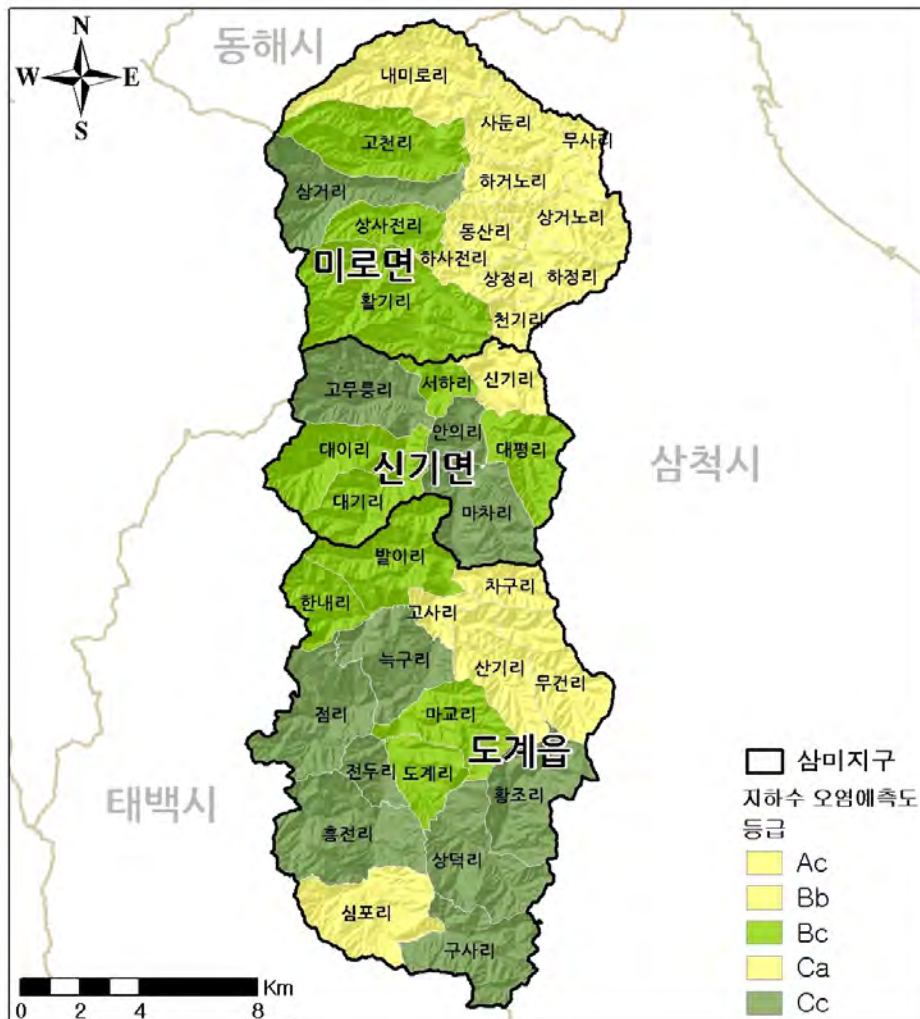 동해시
N
W E
S
내미로리
사둔리
무사리
고천리
하거노리
삼거리
상거노리
상사전리
동산리
미로면
하사전리
상정리
하정리
활기리
천기리
고무릉리
서하리
신기리
안의리
대이리
대평리
신기면
삼척시
대기리
마차리
발이리
차구리
한내리
고사리
늑구리
산기리
무건리
점리
마교리
도계읍
전두리
도계리
황조리
태백시
흥전리
상덕리
심포리
구사리
삼미지구
지하수 오염예측도
등급
Ac
Bb
Bc
Ca
Cc
Km
0 2 4 8